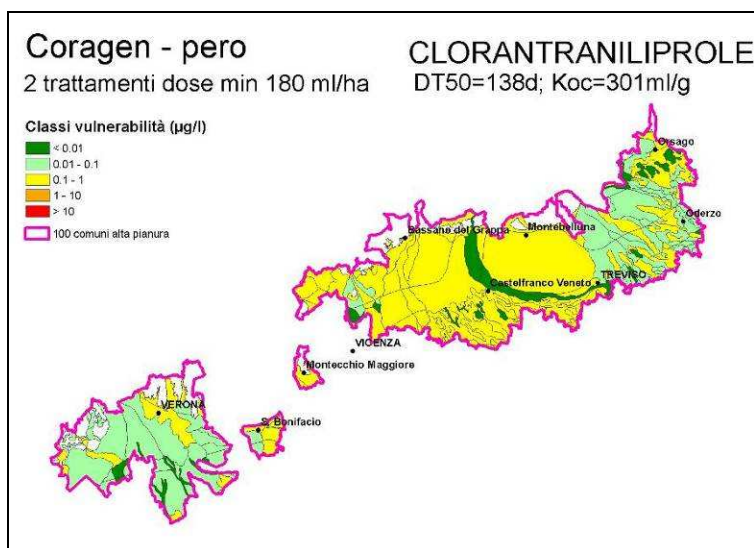 Coragen - pero
2 trattamenti dose min 180 ml/ha
CLORANTRANILIPROLE
DT50=138d; Koc=301ml/g
Classi vulnerabilità (µg/l)
< 0.01
0.01 - 0.1
0.1 - 1
1 - 10
> 10
100 comuni alta pianura
Orsago
Oderzo
Bassano del Grappa
Montebelluna
Castelfranco Veneto
TREVISO
VICENZA
Montecchio Maggiore
VERONA
S. Bonifacio